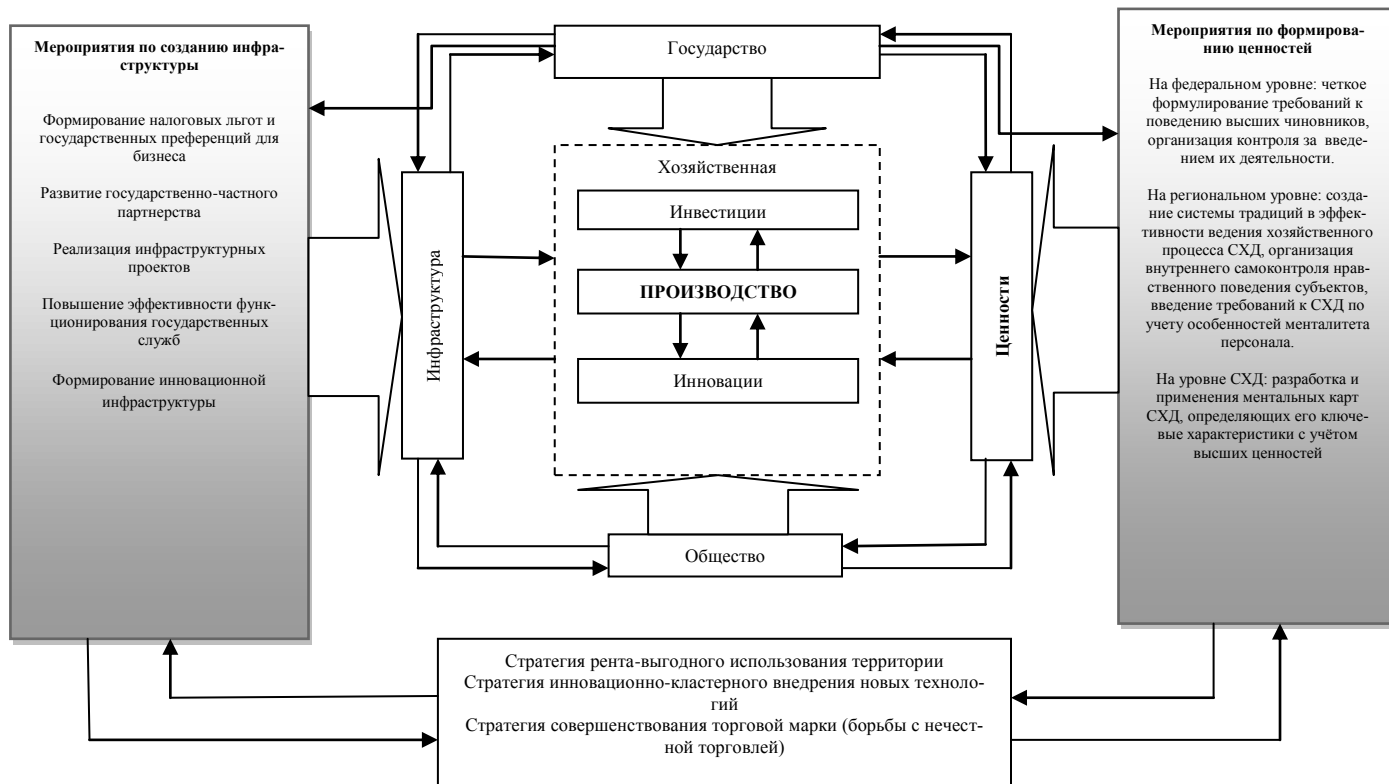 Мероприятия по созданию инфра-
структуры
Формирование налоговых льгот и
государственных преференций для
бизнеса
Развитие государственно-частного
партнерства
Реализация инфраструктурных
проектов
Повышение эффективности функ-
ционирования государственных
служб
Формирование инновационной
инфраструктуры
Государство
Инфраструктура
Хозяйственная
Инвестиции
ПРОИЗВОДСТВО
Инновации
Ценности
Общество
Мероприятия по формирова-
нию ценностей
На федеральном уровне: четкое
формулирование требований к
поведению высших чиновников,
организация контроля за введе-
нием их деятельности.
На региональном уровне: созда-
ние системы традиций в эффек-
тивности ведения хозяйственного
процесса СХД, организация
внутреннего самоконтроля нрав-
ственного поведения субъектов,
введение требований к СХД по
учету особенностей менталитета
персонала.
На уровне СХД: разработка и
применения ментальных карт
СХД, определяющих его ключе-
вые характеристики с учётом
высших ценностей
Стратегия рента-выгодного использования территории
Стратегия инновационно-кластерного внедрения новых техноло-
гий
Стратегия совершенствования торговой марки (борьбы с нечест-
ной торговлей)